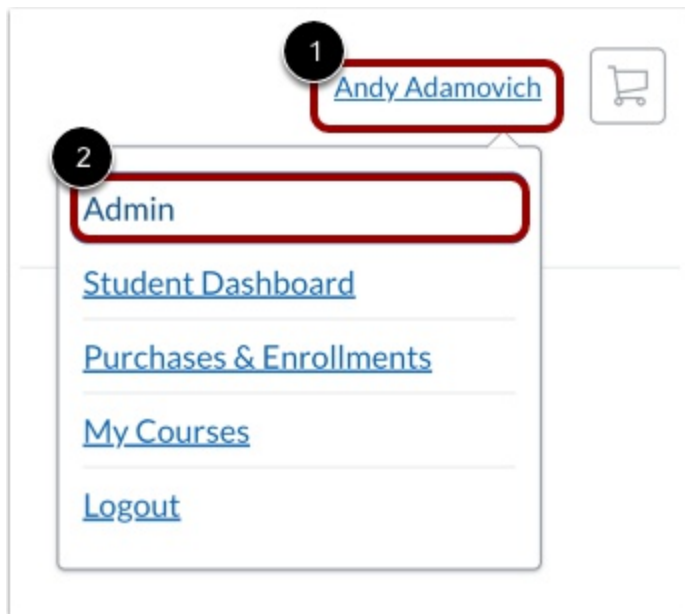 1
Andy Adamovich
2
Admin
Student Dashboard
Purchases & Enrollments
My Courses
Logout